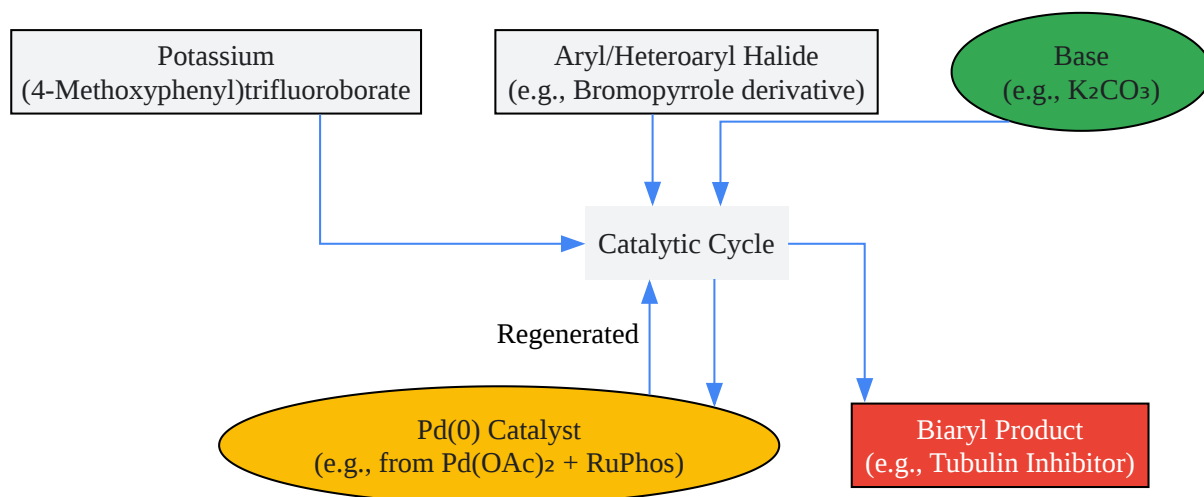 Potassium
(4-Methoxyphenyl)trifluoroborate
Aryl/Heteroaryl Halide
(e.g., Bromopyrrole derivative)
Base
(e.g., K₂CO₃)
Catalytic Cycle
Regenerated
Pd(0) Catalyst
(e.g., from Pd(OAc)₂ + RuPhos)
Biaryl Product
(e.g., Tubulin Inhibitor)